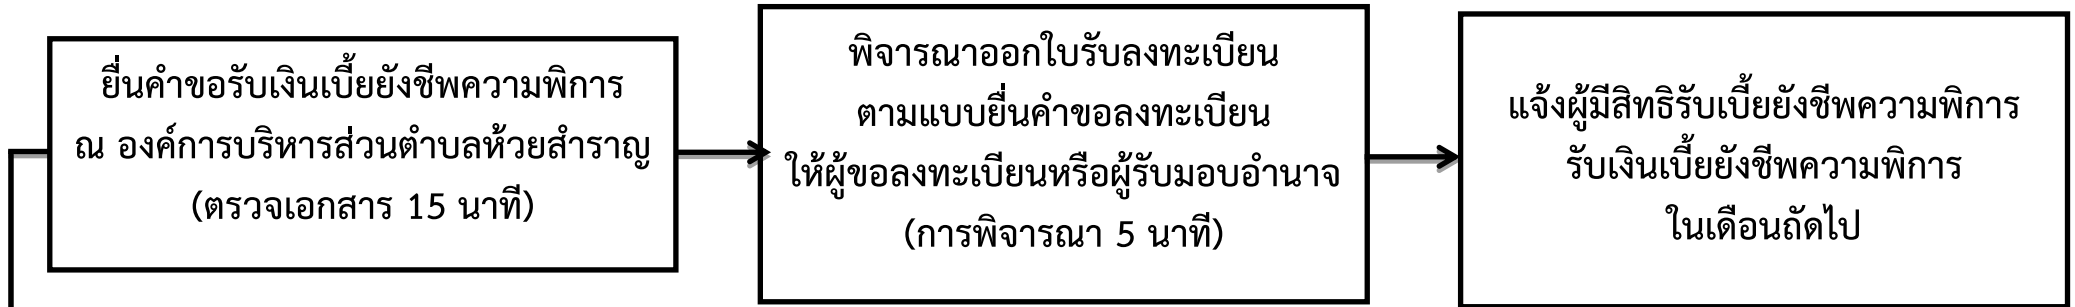 ยื่นคำขอรับเงินเบี้ยยังชีพความพิการ
ณ องค์การบริหารส่วนตำบลห้วยสำราญ
(ตรวจเอกสาร 15 นาที)
พิจารณาออกใบรับลงทะเบียน
ตามแบบยื่นคำขอลงทะเบียน
ให้ผู้ขอลงทะเบียนหรือผู้รับมอบอำนาจ
(การพิจารณา 5 นาที)
แจ้งผู้มีสิทธิรับเบี้ยยังชีพความพิการ
รับเงินเบี้ยยังชีพความพิการ
ในเดือนถัดไป